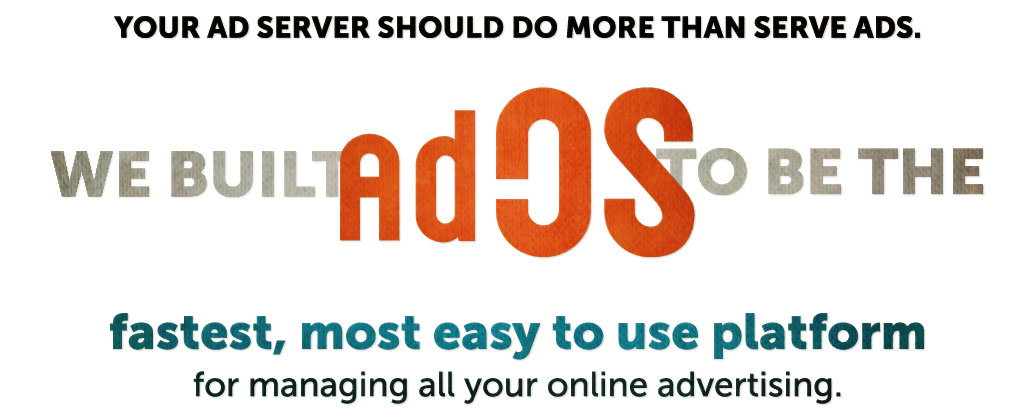 YOUR AD SERVER SHOULD DO MORE THAN SERVE ADS.
WE BUILT AdOS TO BE THE
fastest, most easy to use platform
for managing all your online advertising.